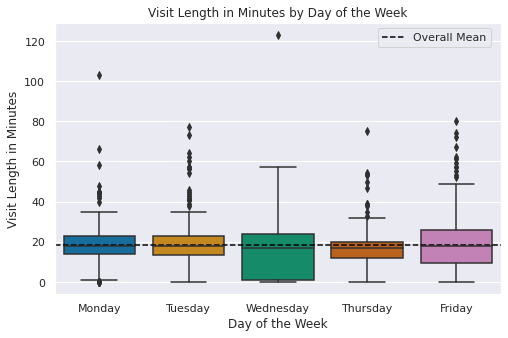 Visit Length in Minutes by Day of the Week
Overall Mean
120
100
80
60
40
20
0
Visit Length in Minutes
Monday Tuesday Wednesday Thursday Friday
Day of the Week